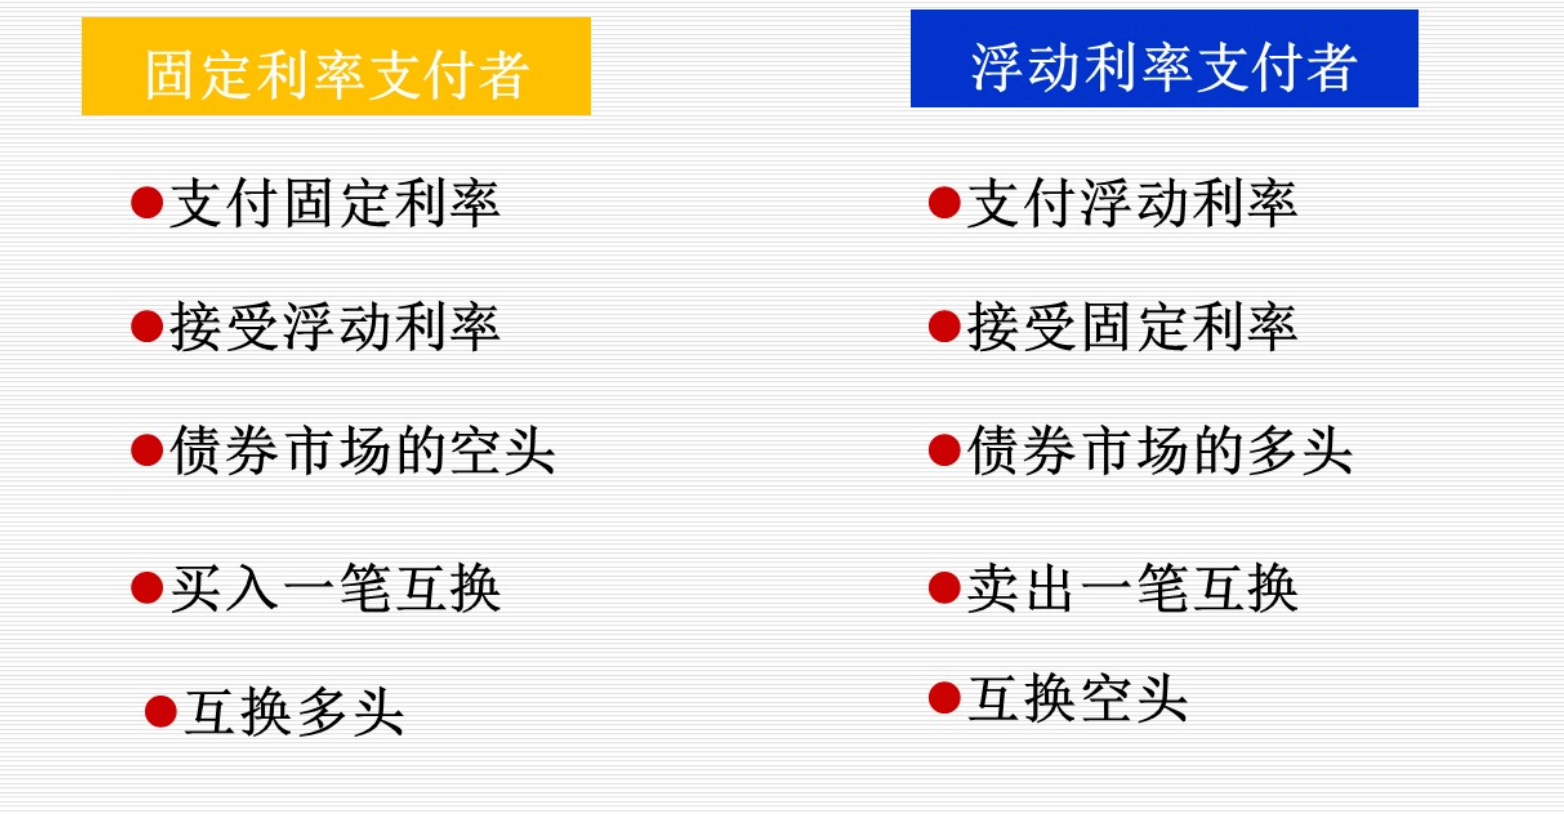 固定利率支付者
●支付固定利率
●接受浮动利率
●债券市场的空头
●买入一笔互换
●互换多头
浮动利率支付者
●支付浮动利率
●接受固定利率
●债券市场的多头
●卖出一笔互换
●互换空头